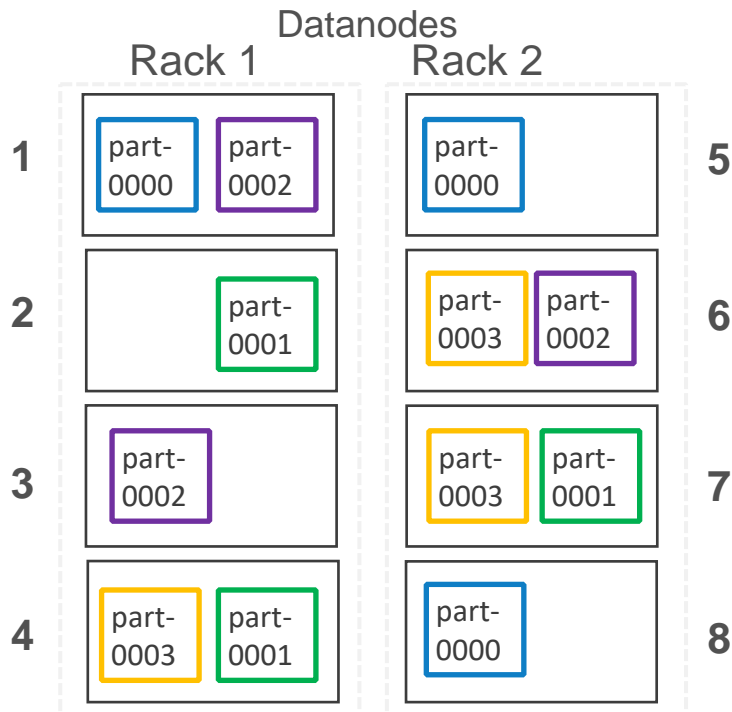 Datanodes
Rack 1
Rack 2
1
part-
0000
part-
0002
part-
0000
5
2
part-
0001
part-
0003
part-
0002
6
3
part-
0002
part-
0003
part-
0001
7
4
part-
0003
part-
0001
part-
0000
8